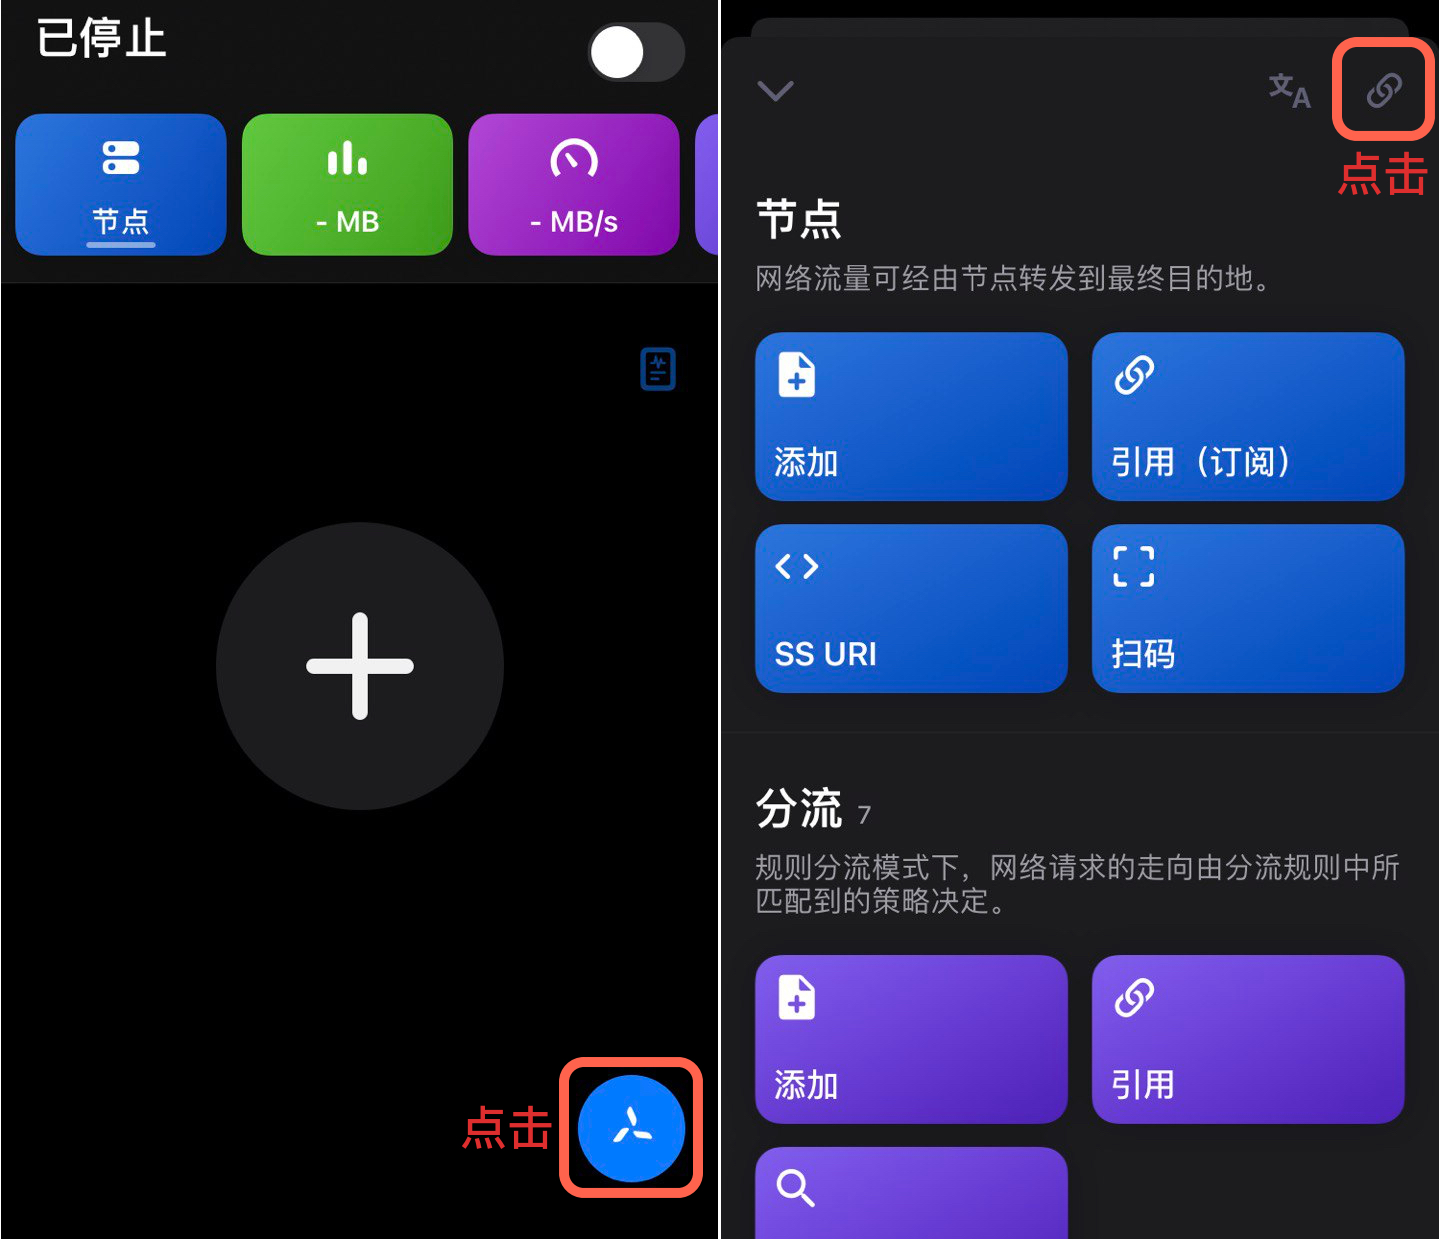 已停止
节点
- MB
- MB/s
点击
文A
点击
节点
网络流量可经由节点转发到最终目的地。
添加
引用（订阅）
SS URI
扫码
分流 7
规则分流模式下，网络请求的走向由分流规则中所
匹配到的策略决定。
添加
引用